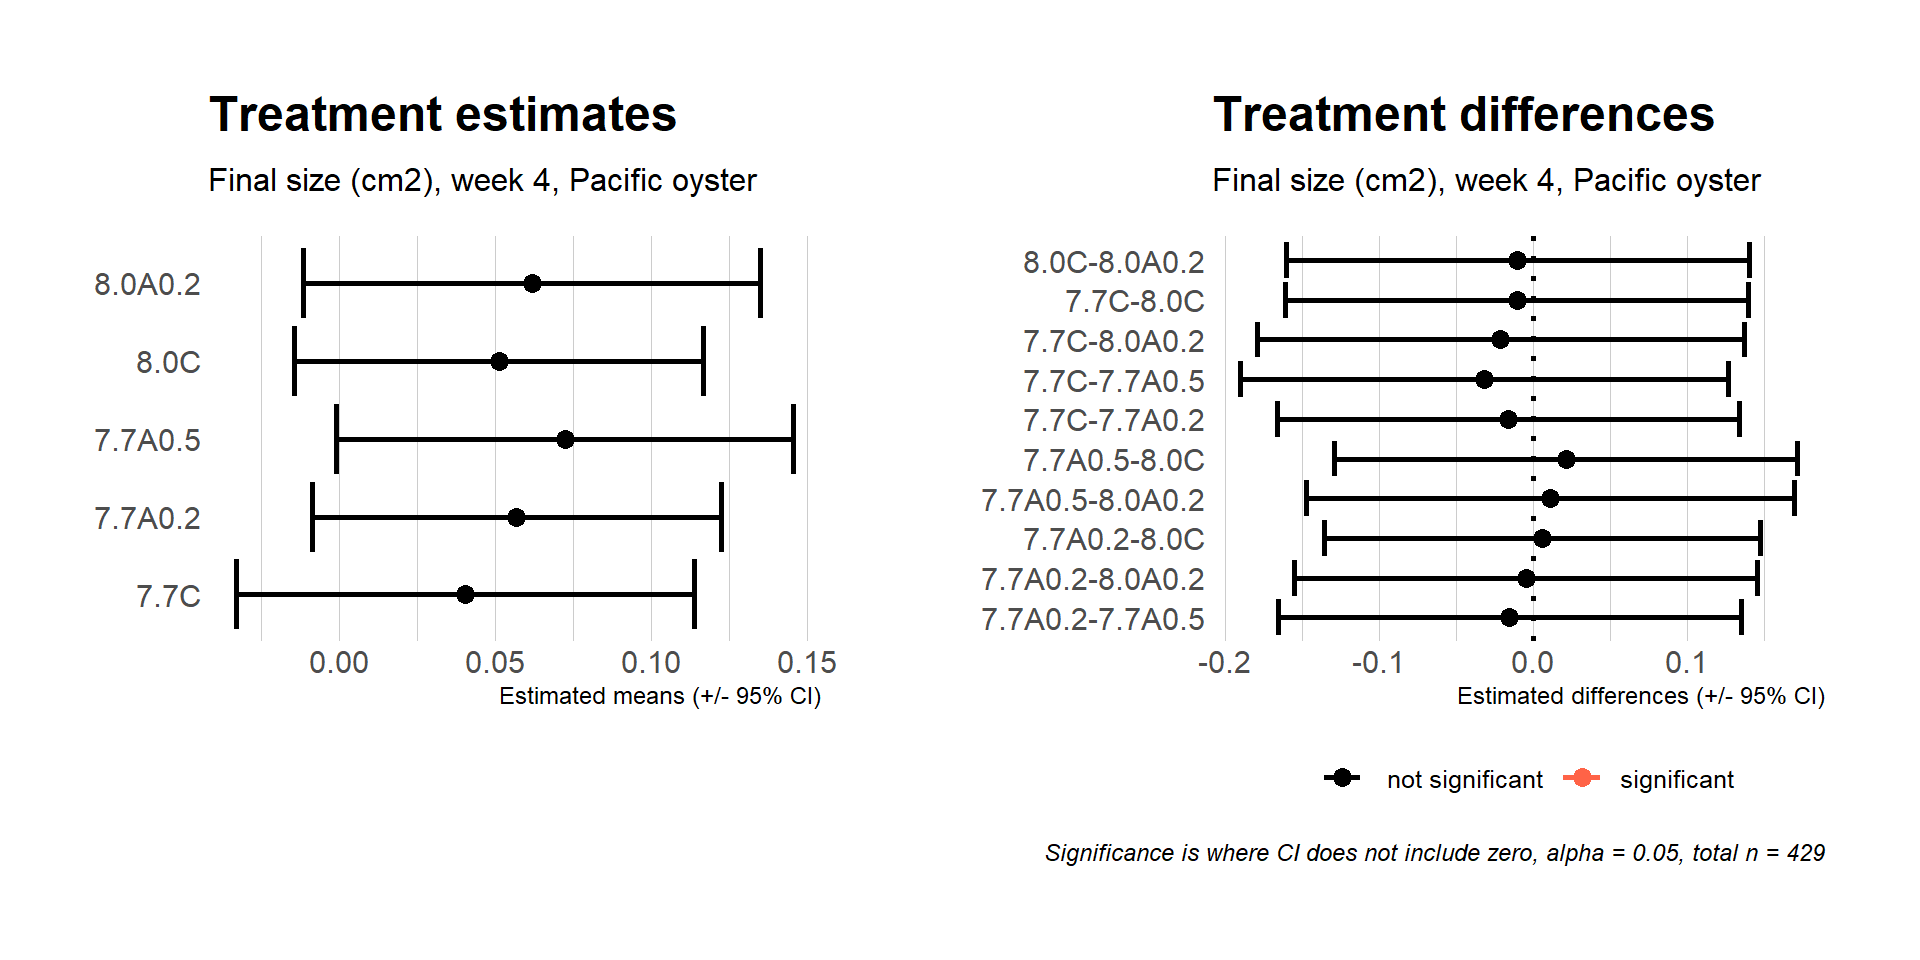 Treatment estimates
Final size (cm2), week 4, Pacific oyster
8.0A0.2
8.0C
7.7A0.5
7.7A0.2
7.7C
0.00 0.05 0.10 0.15
Estimated means (+/- 95% CI)
Treatment differences
Final size (cm2), week 4, Pacific oyster
8.0C-8.0A0.2
7.7C-8.0C
7.7C-8.0A0.2
7.7C-7.7A0.5
7.7C-7.7A0.2
7.7A0.5-8.0C
7.7A0.5-8.0A0.2
7.7A0.2-8.0C
7.7A0.2-8.0A0.2
7.7A0.2-7.7A0.5
-0.2 -0.1 0.0 0.1
Estimated differences (+/- 95% CI)
not significant significant
Significance is where CI does not include zero, alpha = 0.05, total n = 429